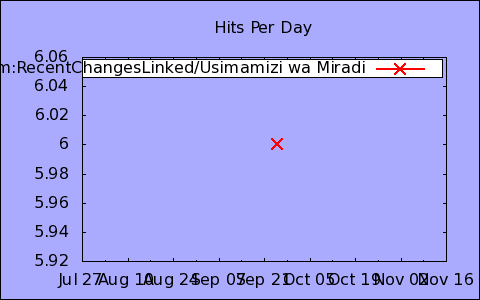 Hits Per Day
6.06
m:RecentChangesLinked/Usimamizi wa Miradi
6.04
6.02
6
5.98
5.96
5.94
5.92
Jul 27 Aug 10 Aug 24 Sep 07 Sep 21 Oct 05 Oct 19 Nov 02 Nov 16